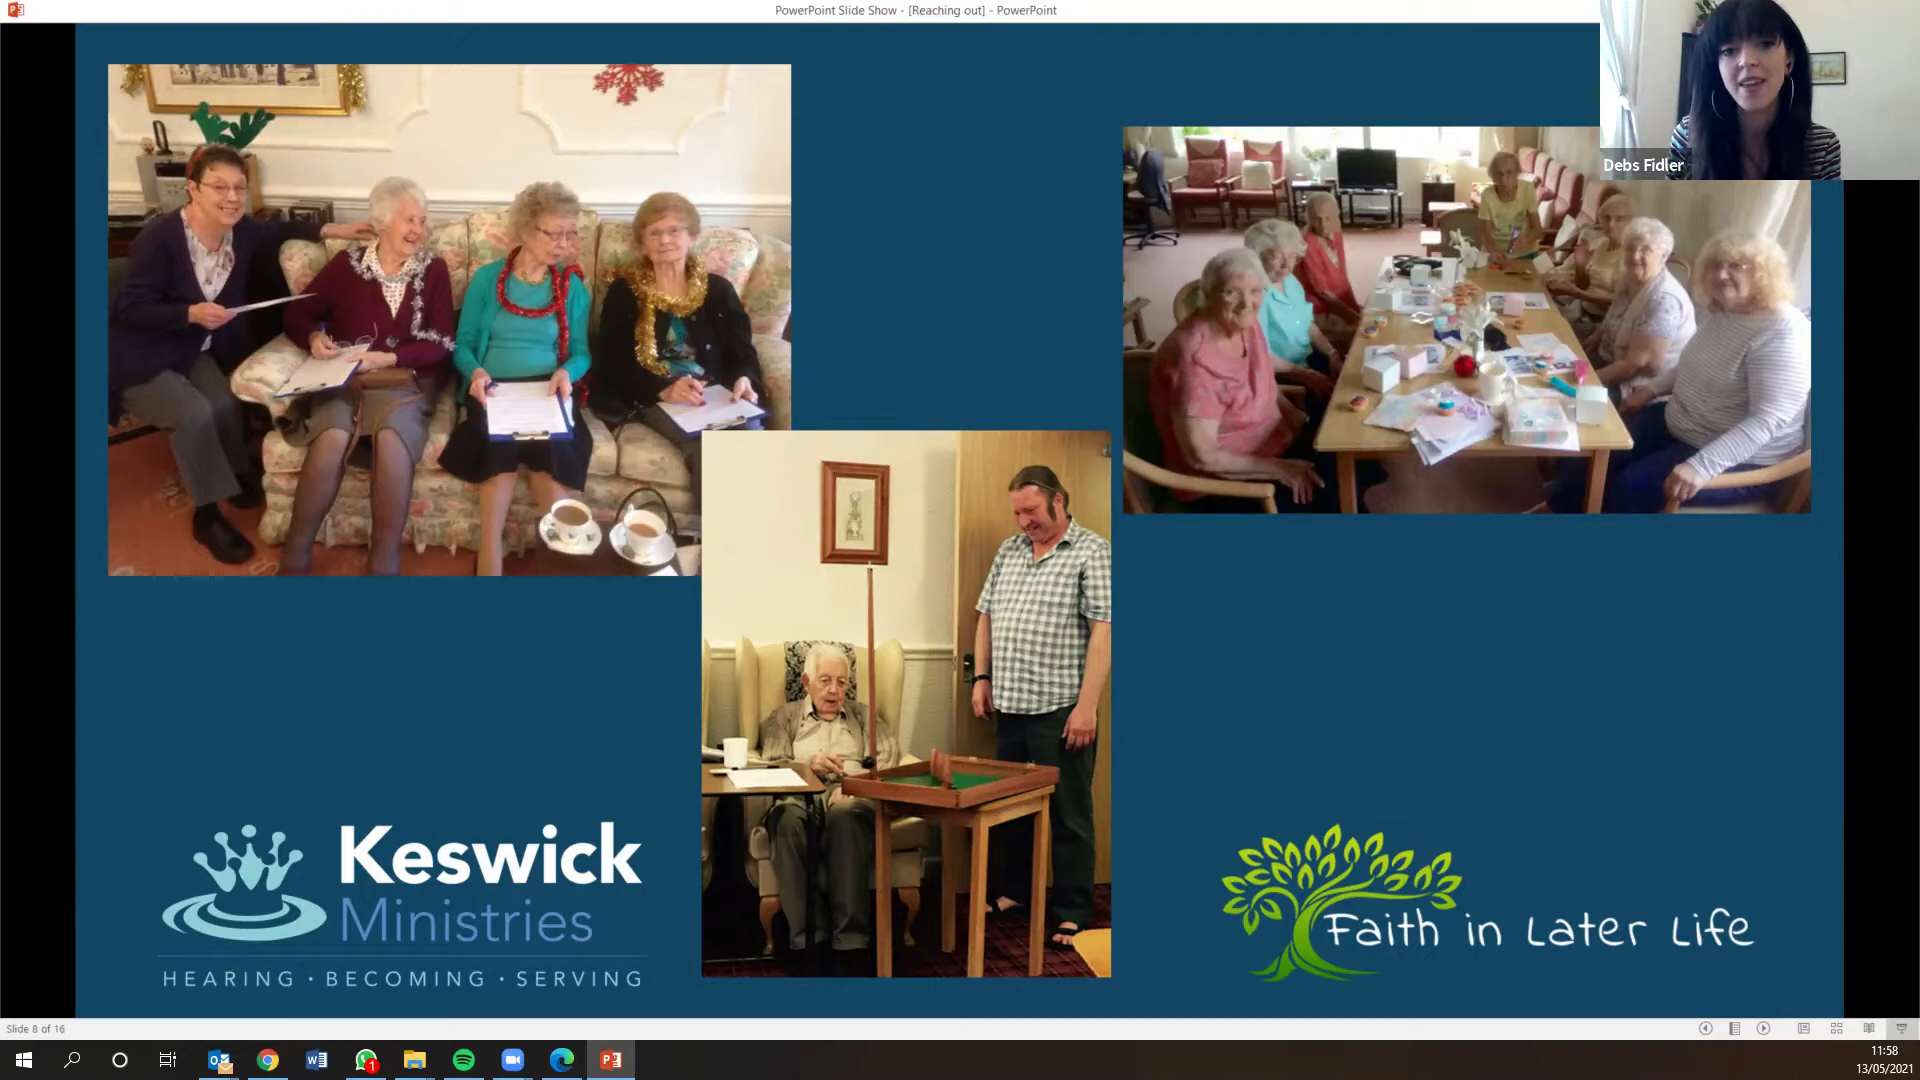 PowerPoint Slide Show - [Reaching out] - PowerPoint
Debs Fidler
Keswick
Ministries
HEARING · BECOMING · SERVING
Faith in Later Life
Slide 8 of 16
1
11:58
13/05/2021